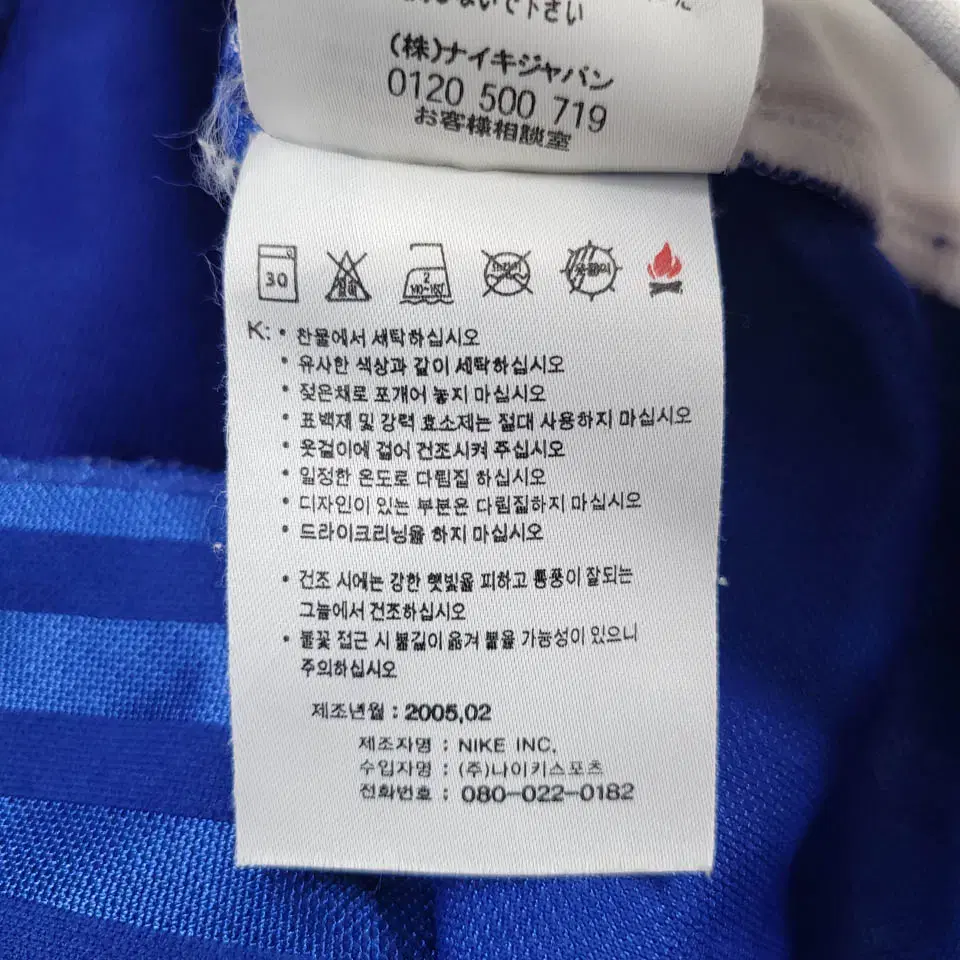 ないで下さい
(株)ナイキジャパン
0120 500 719
お客様相談室
30
2
140~160℃
K: • 찬물에서 세탁하십시오
• 유사한 색상과 같이 세탁하십시오
• 젖은채로 포개어 놓지 마십시오
• 표백제 및 강력 효소제는 절대 사용하지 마십시오
• 옷걸이에 걸어 건조시켜 주십시오
• 일정한 온도로 다림질 하십시오
• 디자인이 있는 부분은 다림질하지 마십시오
• 드라이크리닝을 하지 마십시오
• 건조 시에는 강한 햇빛을 피하고 통풍이 잘되는
그늘에서 건조하십시오
• 불꽃 접근 시 불길이 옮겨 붙을 가능성이 있으니
주의하십시오
제조년월 : 2005.02
제조자명 : NIKE INC.
수입자명 : (주)나이키스포츠
전화번호 : 080-022-0182